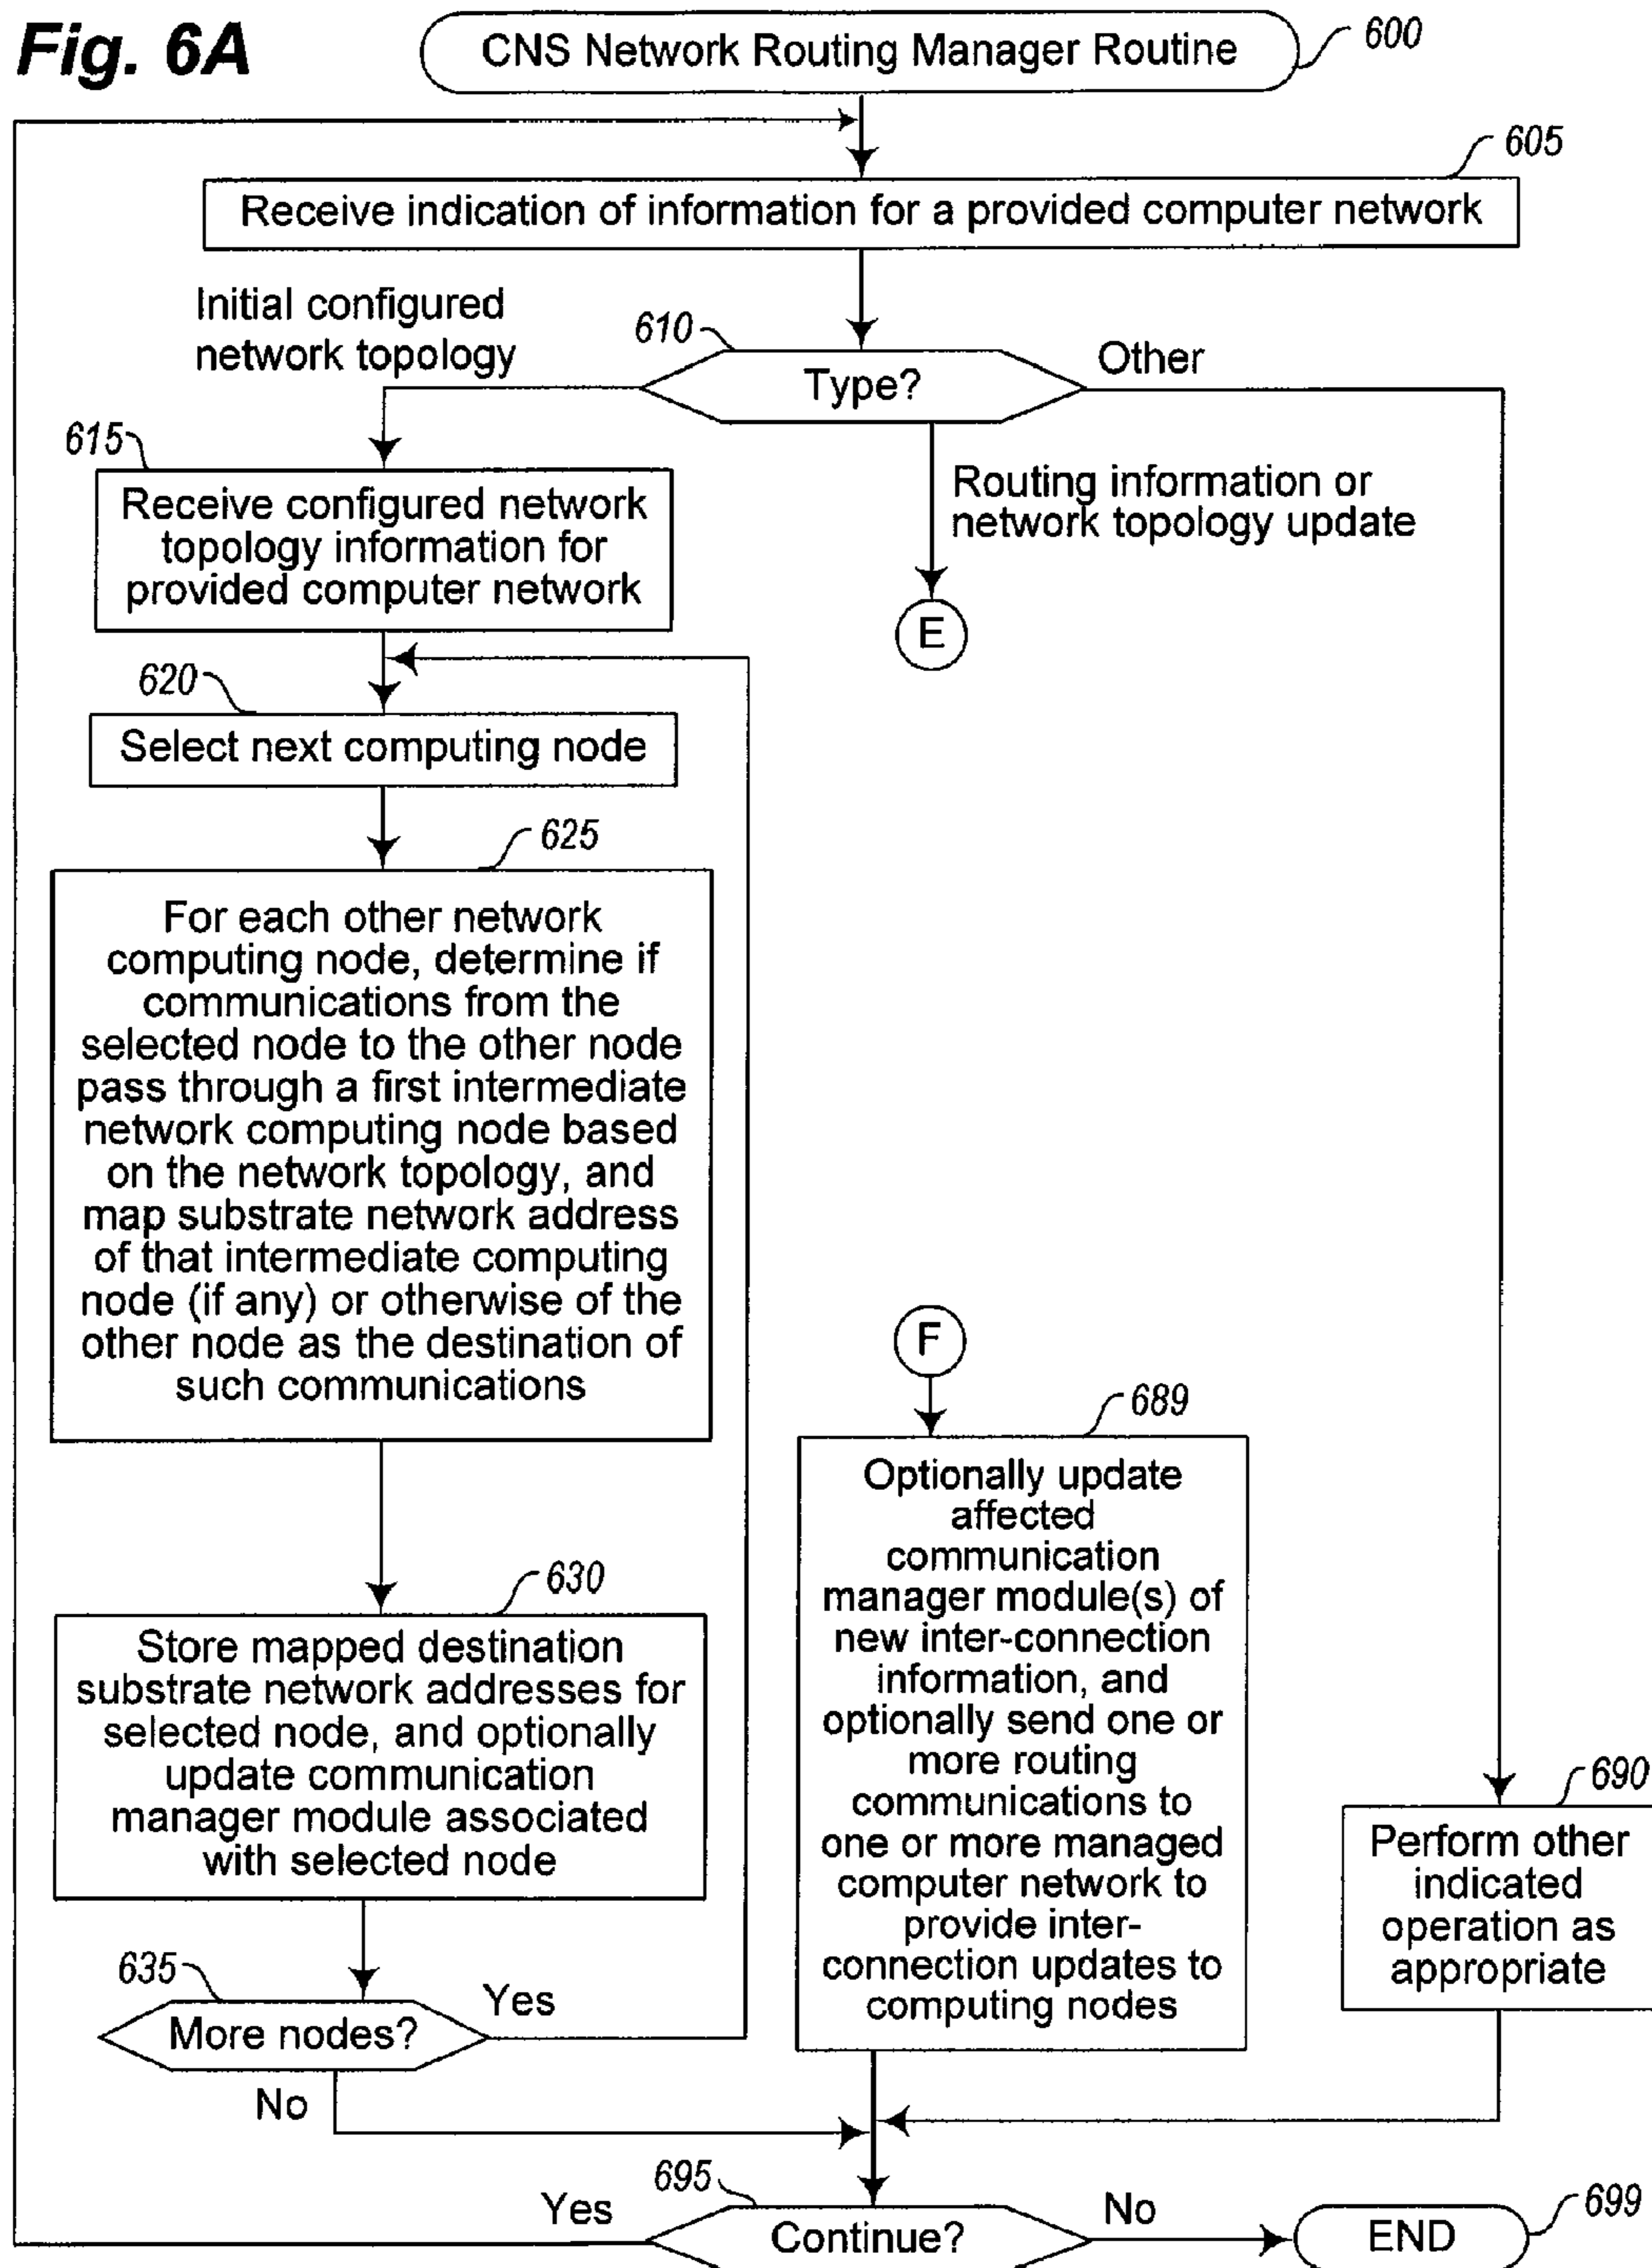 Fig. 6A
CNS Network Routing Manager Routine
600
605
Receive indication of information for a provided computer network
Initial configured
network topology
610
Type?
Other
615
Receive configured network
topology information for
provided computer network
Routing information or
network topology update
E
620
Select next computing node
625
For each other network
computing node, determine if
communications from the
selected node to the other node
pass through a first intermediate
network computing node based
on the network topology, and
map substrate network address
of that intermediate computing
node (if any) or otherwise of the
other node as the destination of
such communications
630
Store mapped destination
substrate network addresses for
selected node, and optionally
update communication
manager module associated
with selected node
635
More nodes?
Yes
No
F
689
Optionally update
affected
communication
manager module(s) of
new inter-connection
information, and
optionally send one or
more routing
communications to
one or more managed
computer network to
provide inter-
connection updates to
computing nodes
690
Perform other
indicated
operation as
appropriate
695
Yes
Continue?
No
END
699